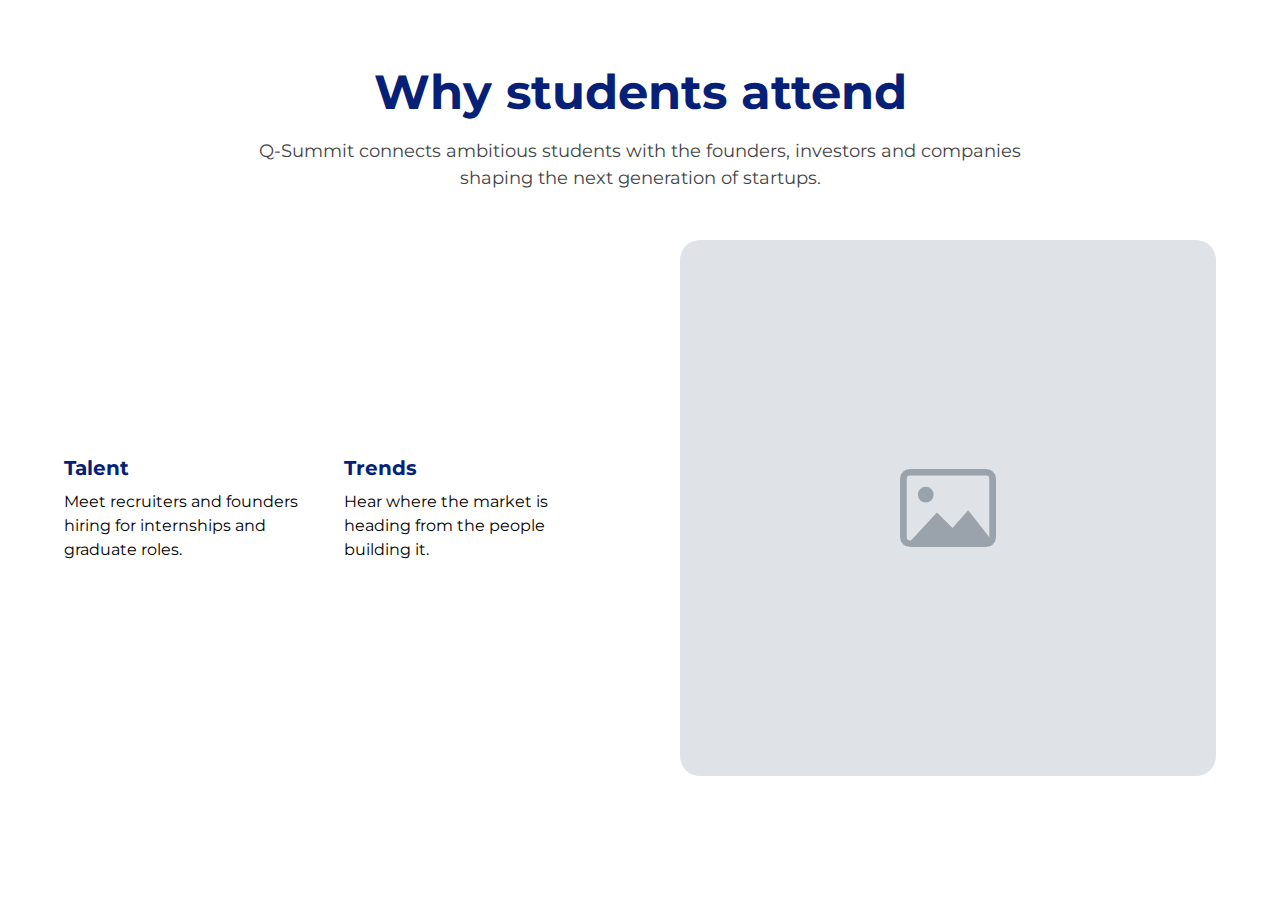 Why students attend
Q-Summit connects ambitious students with the founders, investors and companies
shaping the next generation of startups.
Talent
Meet recruiters and founders
hiring for internships and
graduate roles.
Trends
Hear where the market is
heading from the people
building it.